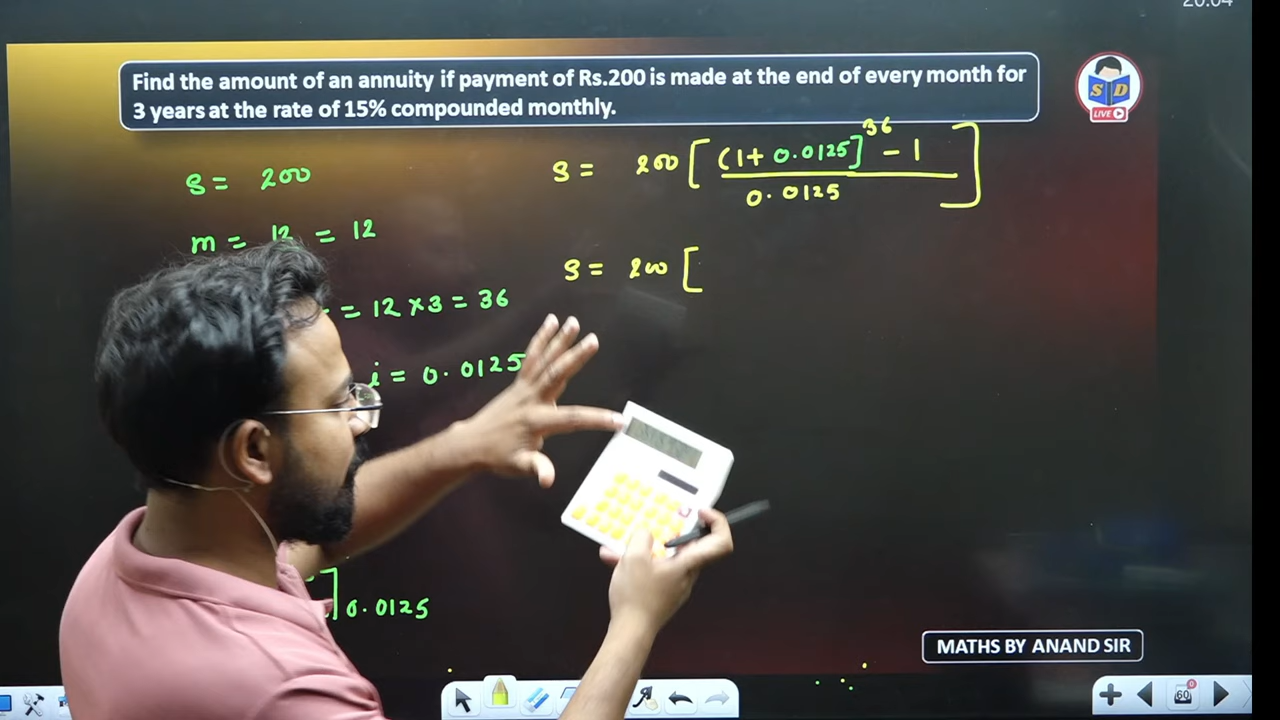 Find the amount of an annuity if payment of Rs.200 is made at the end of every month for
3 years at the rate of 15% compounded monthly.
S D
LIVE
S = 200
m = 12 = 12
= 12 × 3 = 36
i = 0.0125
] 0.0125
S = 200 [ (1+ 0.0125]^36 - 1 / 0.0125 ]
S = 200 [
MATHS BY ANAND SIR
60